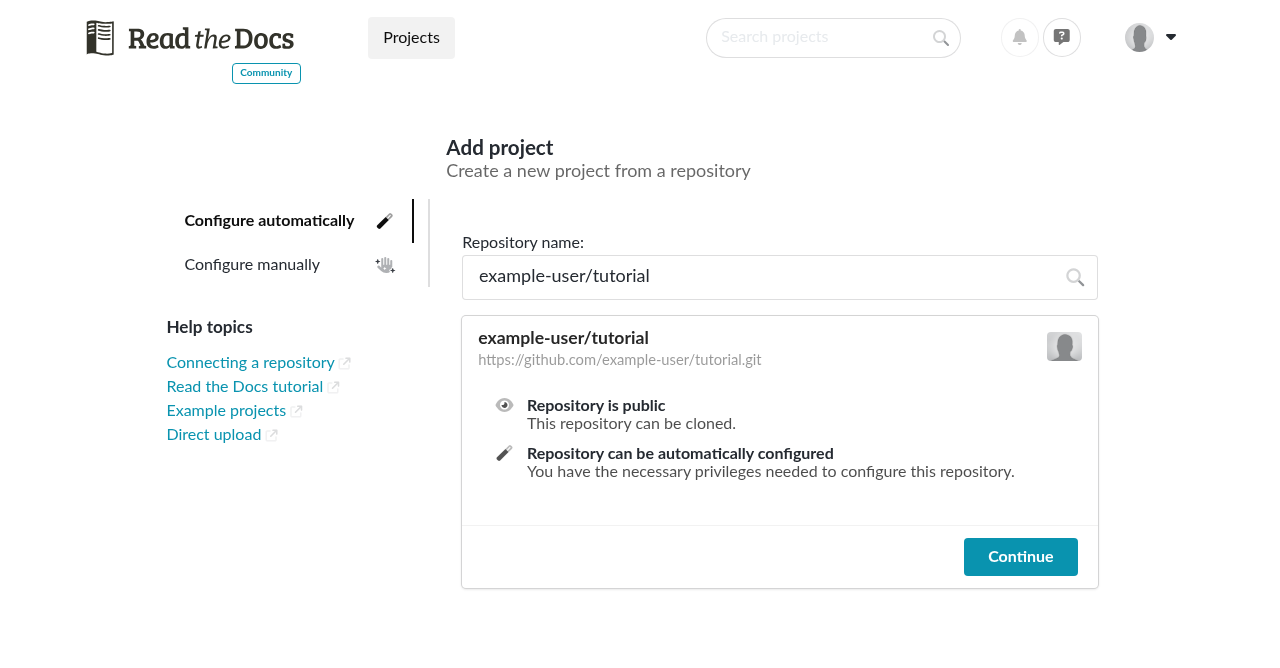 Read the Docs
Community
Projects
Search projects
Add project
Create a new project from a repository
Configure automatically
Configure manually
Help topics
Connecting a repository
Read the Docs tutorial
Example projects
Direct upload
Repository name:
example-user/tutorial
example-user/tutorial
https://github.com/example-user/tutorial.git
Repository is public
This repository can be cloned.
Repository can be automatically configured
You have the necessary privileges needed to configure this repository.
Continue